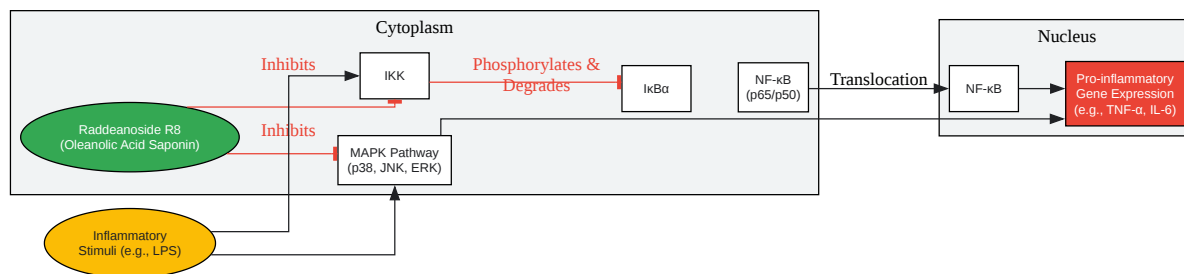 Cytoplasm
Nucleus
Inhibits
IKK
Phosphorylates &
Degrades
IκBα
NF-κB
(p65/p50)
Translocation
NF-κB
Pro-inflammatory
Gene Expression
(e.g., TNF-α, IL-6)
Raddeanoside R8
(Oleanolic Acid Saponin)
Inhibits
MAPK Pathway
(p38, JNK, ERK)
Inflammatory
Stimuli (e.g., LPS)